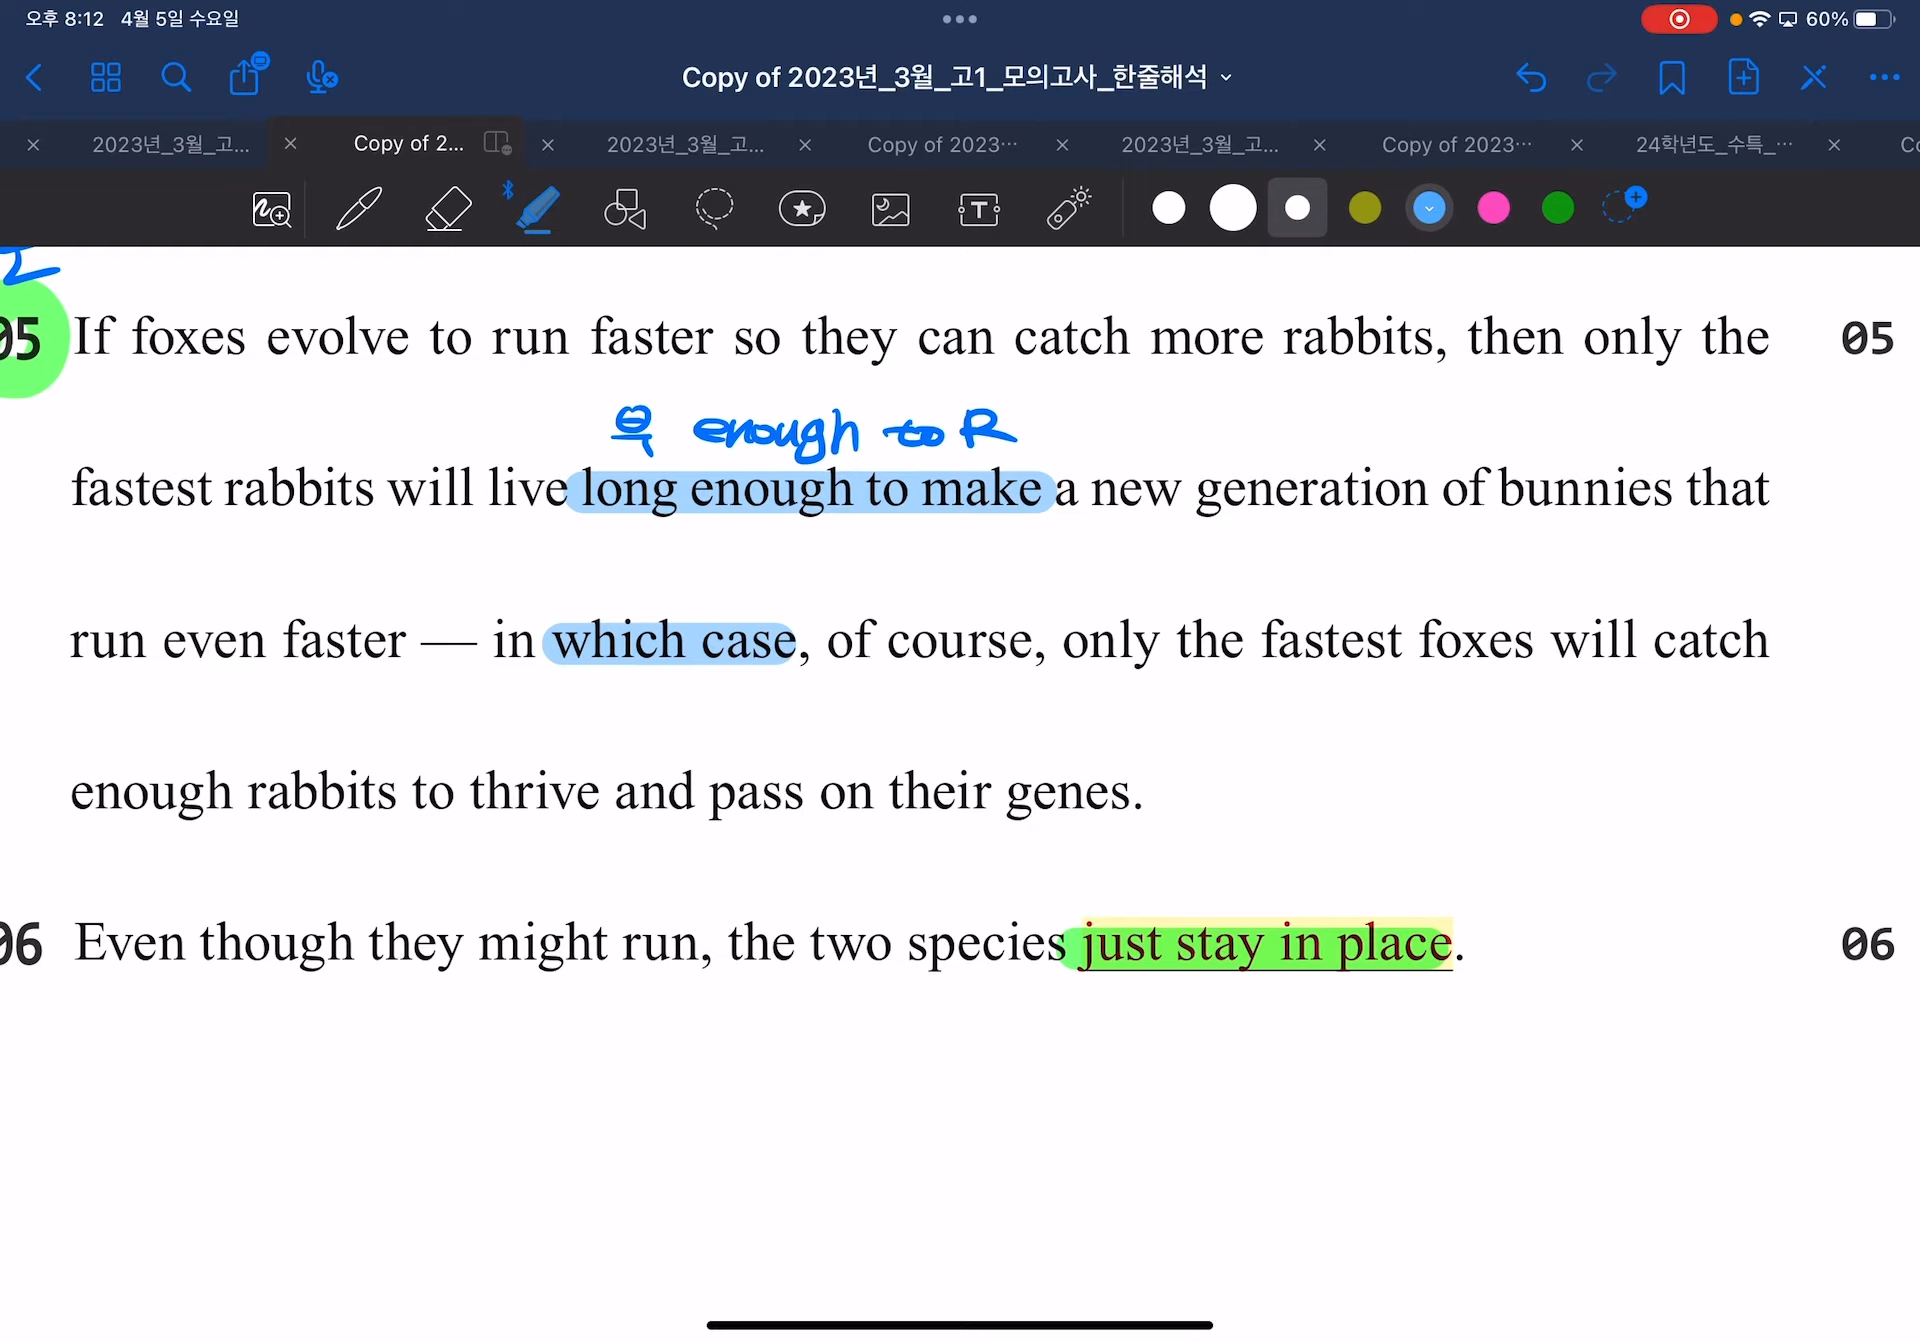 오후 8:12 4월 5일 수요일
60%
Copy of 2023년_3월_고1_모의고사_한줄해석
2023년_3월_고... Copy of 2... 2023년_3월_고... Copy of 2023... 2023년_3월_고... Copy of 2023... 24학년도_수특_...
05 If foxes evolve to run faster so they can catch more rabbits, then only the 05
enough to R
fastest rabbits will live long enough to make a new generation of bunnies that
run even faster — in which case, of course, only the fastest foxes will catch
enough rabbits to thrive and pass on their genes.
06 Even though they might run, the two species just stay in place. 06